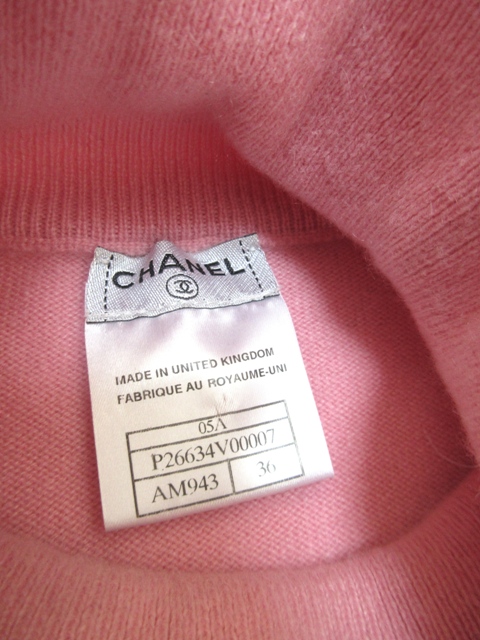 CHANEL
MADE IN UNITED KINGDOM
FABRIQUE AU ROYAUME-UNI
05A
P26634V00007
AM943 36